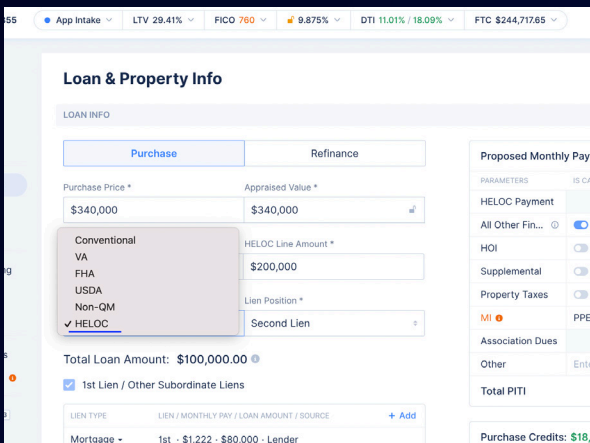 355 App Intake LTV 29.41% FICO 760 9.875% DTI 11.01% / 18.09% FTC $244,717.65
Loan & Property Info
LOAN INFO
Purchase Refinance
Purchase Price * Appraised Value *
$340,000 $340,000
Conventional
VA
FHA
USDA
Non-QM
✓ HELOC
HELOC Line Amount *
$200,000
Lien Position *
Second Lien
Total Loan Amount: $100,000.00
1st Lien / Other Subordinate Liens
LIEN TYPE LIEN / MONTHLY PAY / LOAN AMOUNT / SOURCE + Add
Mortgage 1st · $1,222 · $80,000 · Lender
Proposed Monthly Pay
PARAMETERS IS CA
HELOC Payment
All Other Fin...
HOI
Supplemental
Property Taxes
MI PPE
Association Dues
Other Ente
Total PITI
Purchase Credits: $18,